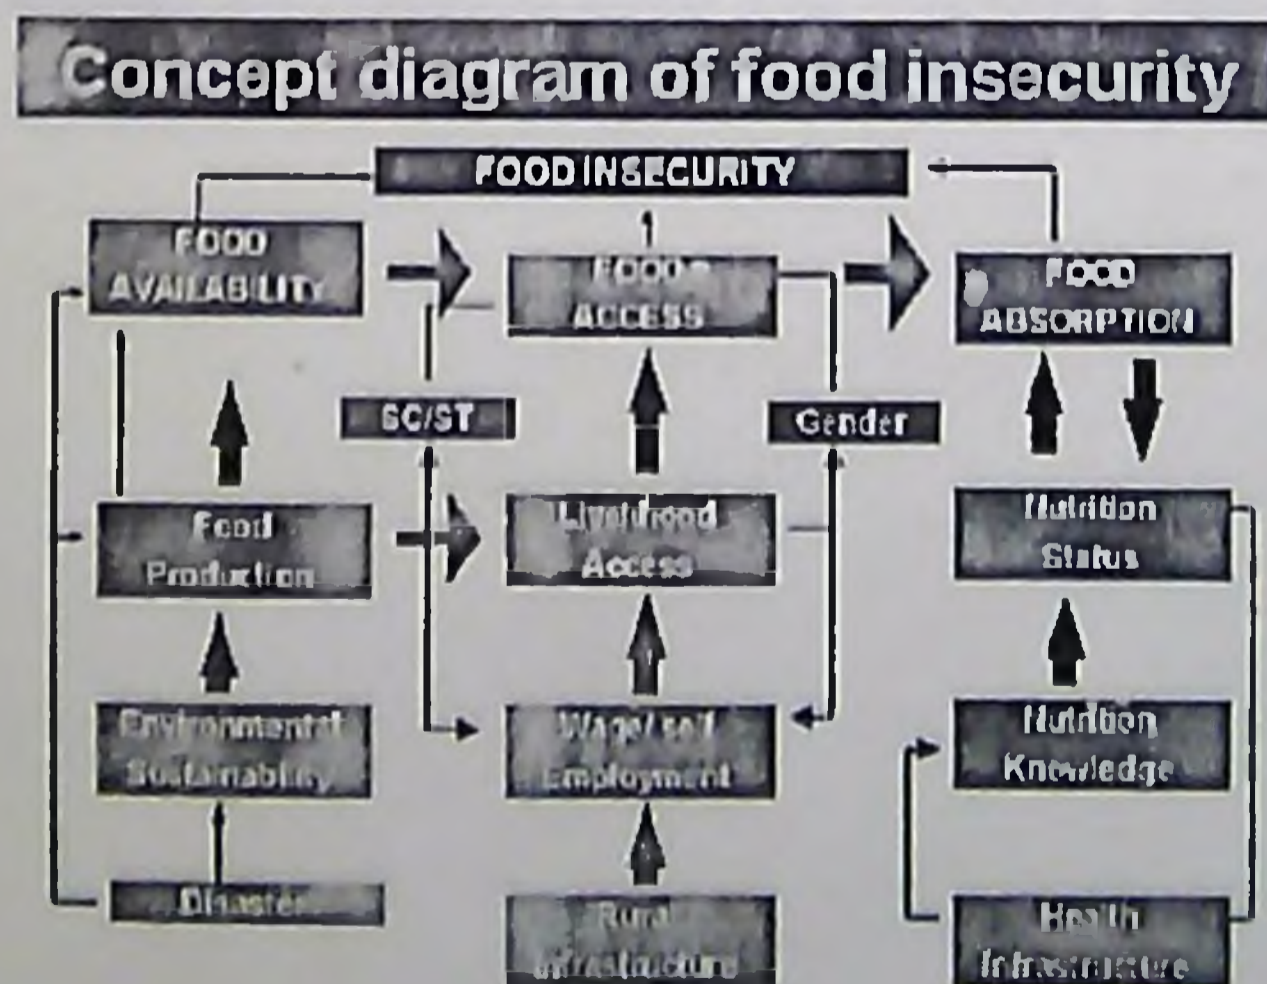 Concept diagram of food insecurity
FOOD INSECURITY
FOOD
AVAILABILITY
FOOD
ACCESS
FOOD
ABSORPTION
SC/ST
Gender
Food
Production
Livelihood
Access
Nutrition
Status
Environmental
Sustainability
Wage/self
Employment
Nutrition
Knowledge
Disaster
Rural
Infrastructure
Health
Infrastructure